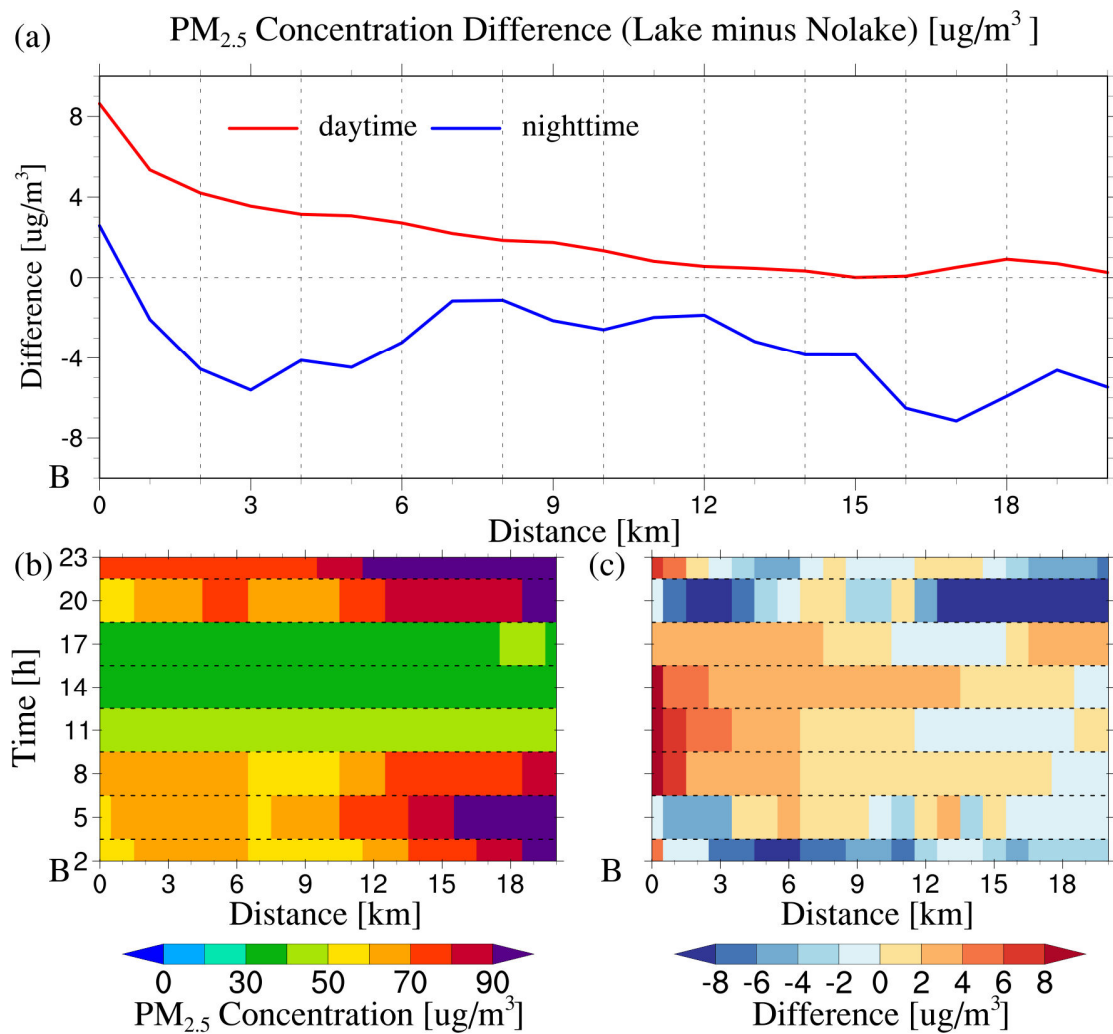 (a)
PM₂.₅ Concentration Difference (Lake minus Nolake) [ug/m³ ]
daytime
nighttime
Difference [ug/m³]
8
4
0
-4
-8
B
0 3 6 9 12 15 18
Distance [km]
(b)
Time [h]
23
20
17
14
11
8
5
2
B
0 3 6 9 12 15 18
Distance [km]
0 30 50 70 90
PM₂.₅ Concentration [ug/m³]
(c)
B
0 3 6 9 12 15 18
Distance [km]
-8 -6 -4 -2 0 2 4 6 8
Difference [ug/m³]